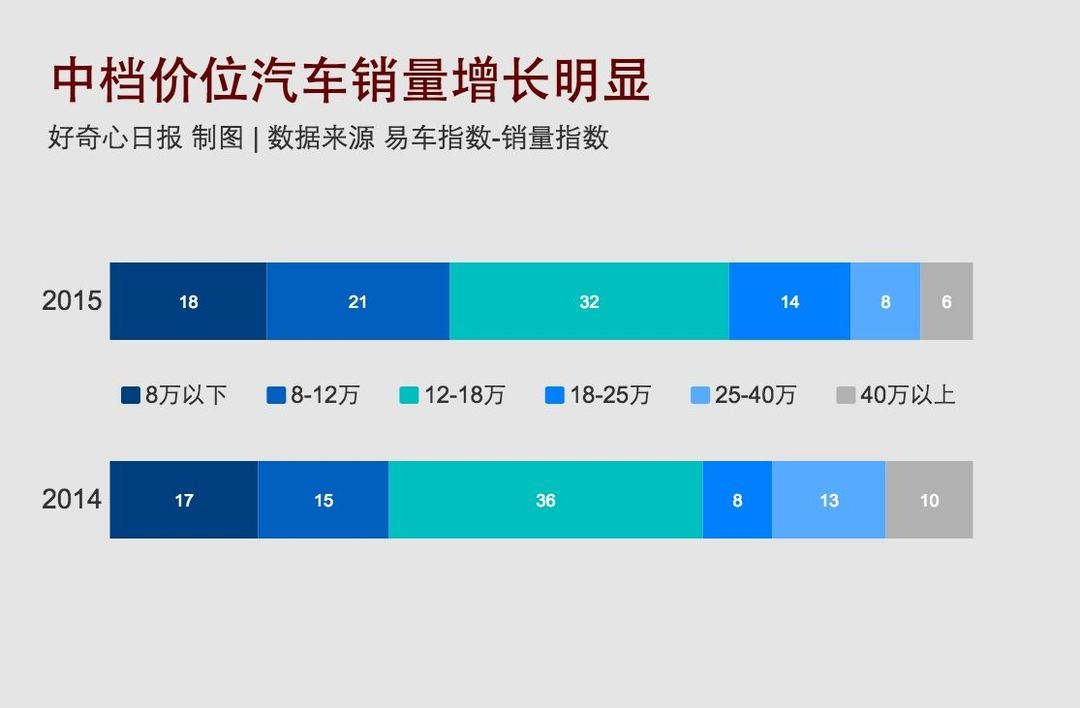 中档价位汽车销量增长明显
好奇心日报 制图 | 数据来源 易车指数-销量指数
2015 18 21 32 14 8 6
8万以下 8-12万 12-18万 18-25万 25-40万 40万以上
2014 17 15 36 8 13 10